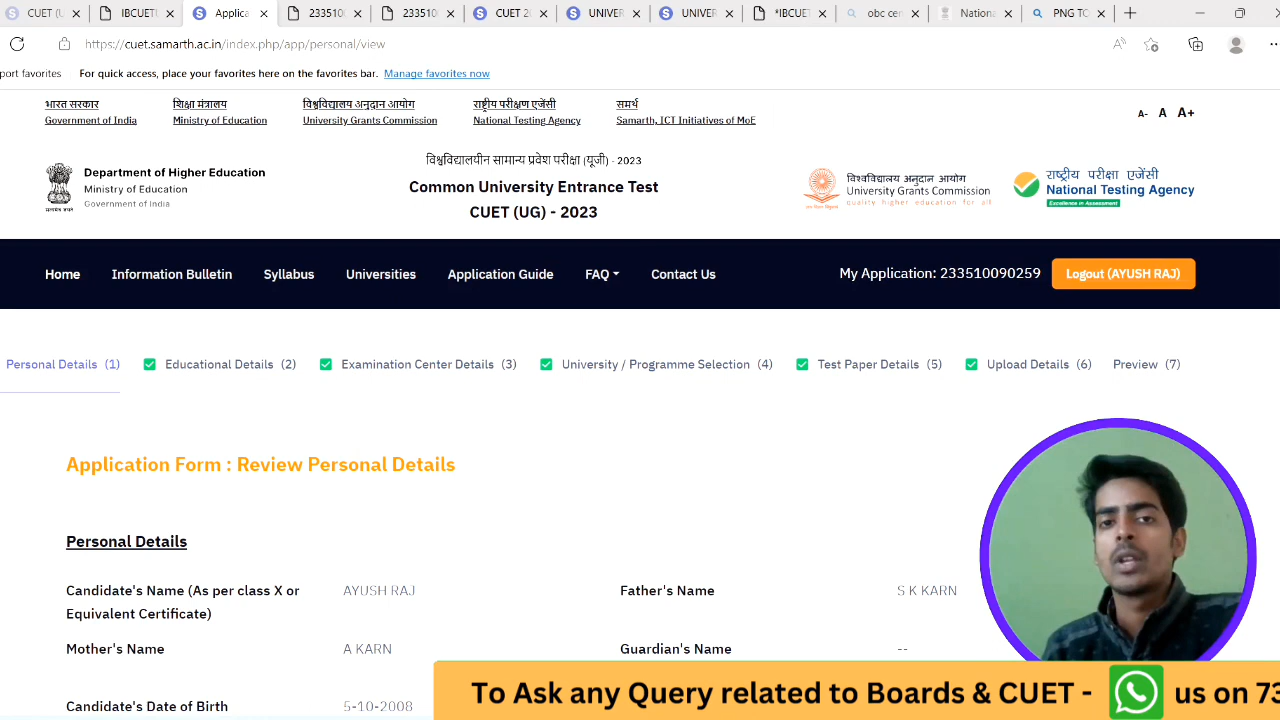 CUET (U
IBCUET
Applica
233510
233510
CUET 2
UNIVER
UNIVER
*IBCUET
obc ce
Nationa
PNG TO
https://cuet.samarth.ac.in/index.php/app/personal/view
port favorites For quick access, place your favorites here on the favorites bar. Manage favorites now
भारत सरकार
Government of India
शिक्षा मंत्रालय
Ministry of Education
विश्वविद्यालय अनुदान आयोग
University Grants Commission
राष्ट्रीय परीक्षण एजेंसी
National Testing Agency
समर्थ
Samarth, ICT Initiatives of MoE
A- A A+
Department of Higher Education
Ministry of Education
Government of India
सत्यमेव जयते
विश्वविद्यालयीन सामान्य प्रवेश परीक्षा (यूजी) - 2023
Common University Entrance Test
CUET (UG) - 2023
विश्वविद्यालय अनुदान आयोग
University Grants Commission
quality higher education for all
राष्ट्रीय परीक्षा एजेंसी
National Testing Agency
Excellence in Assessment
Home Information Bulletin Syllabus Universities Application Guide FAQ Contact Us My Application: 233510090259 Logout (AYUSH RAJ)
Personal Details (1) Educational Details (2) Examination Center Details (3) University / Programme Selection (4) Test Paper Details (5) Upload Details (6) Preview (7)
Application Form : Review Personal Details
Personal Details
Candidate's Name (As per class X or
Equivalent Certificate)
AYUSH RAJ
Father's Name
S K KARN
Mother's Name
A KARN
Guardian's Name
--
Candidate's Date of Birth
5-10-2008
To Ask any Query related to Boards & CUET - us on 73